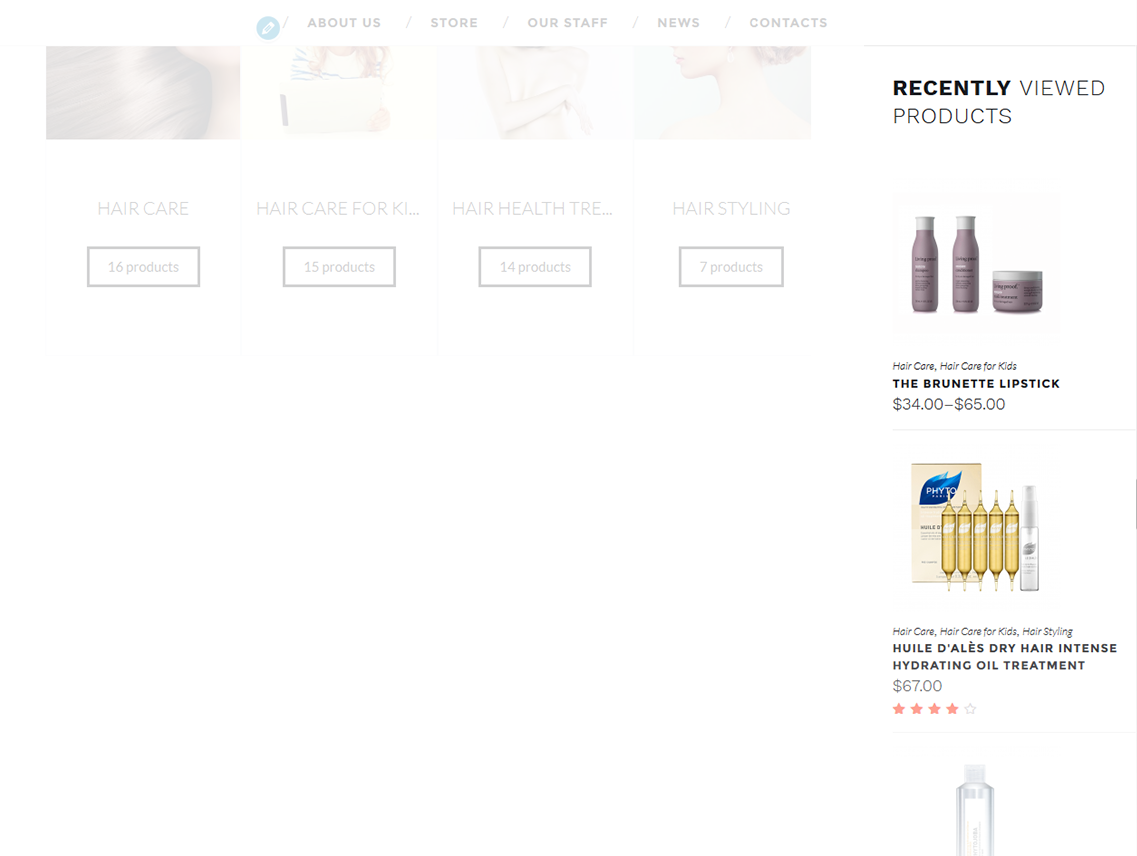 / ABOUT US / STORE / OUR STAFF / NEWS / CONTACTS
RECENTLY VIEWED
PRODUCTS
HAIR CARE
HAIR CARE FOR KI...
HAIR HEALTH TRE...
HAIR STYLING
16 products
15 products
14 products
7 products
Hair Care, Hair Care for Kids
THE BRUNETTE LIPSTICK
$34.00–$65.00
PHYTO
PARIS
Hair Care, Hair Care for Kids, Hair Styling
HUILE D'ALÈS DRY HAIR INTENSE
HYDRATING OIL TREATMENT
$67.00